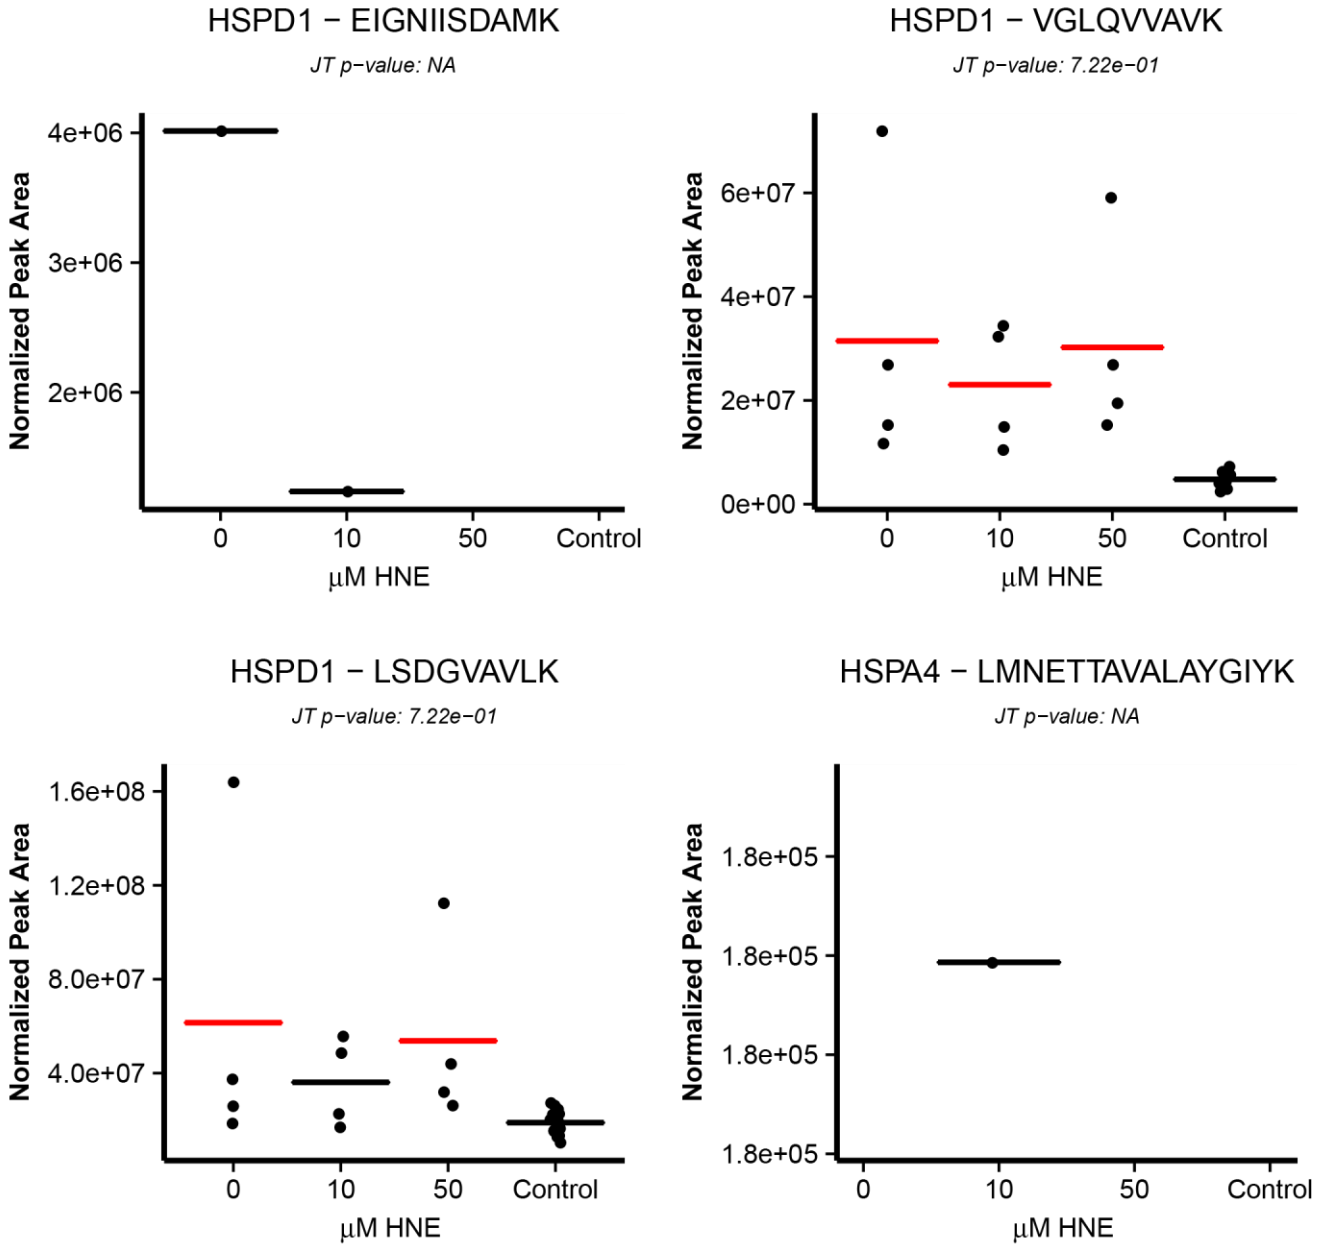 HSPD1 − EIGNIISDAMK
JT p−value: NA
Normalized Peak Area
4e+06
3e+06
2e+06
0 10 50 Control
μM HNE
HSPD1 − VGLQVVAVK
JT p−value: 7.22e−01
Normalized Peak Area
6e+07
4e+07
2e+07
0e+00
0 10 50 Control
μM HNE
HSPD1 − LSDGVAVLK
JT p−value: 7.22e−01
Normalized Peak Area
1.6e+08
1.2e+08
8.0e+07
4.0e+07
0 10 50 Control
μM HNE
HSPA4 − LMNETTAVALAYGIYK
JT p−value: NA
Normalized Peak Area
1.8e+05
1.8e+05
1.8e+05
1.8e+05
0 10 50 Control
μM HNE